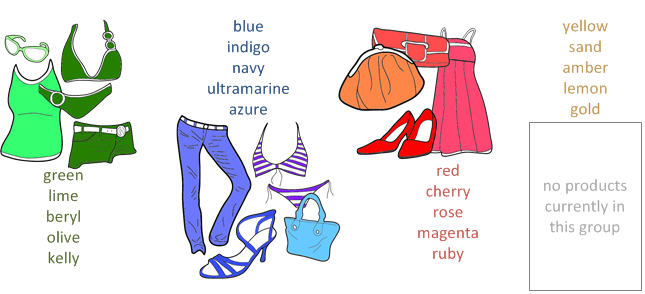 green
lime
beryl
olive
kelly
blue
indigo
navy
ultramarine
azure
red
cherry
rose
magenta
ruby
yellow
sand
amber
lemon
gold
no products
currently in
this group